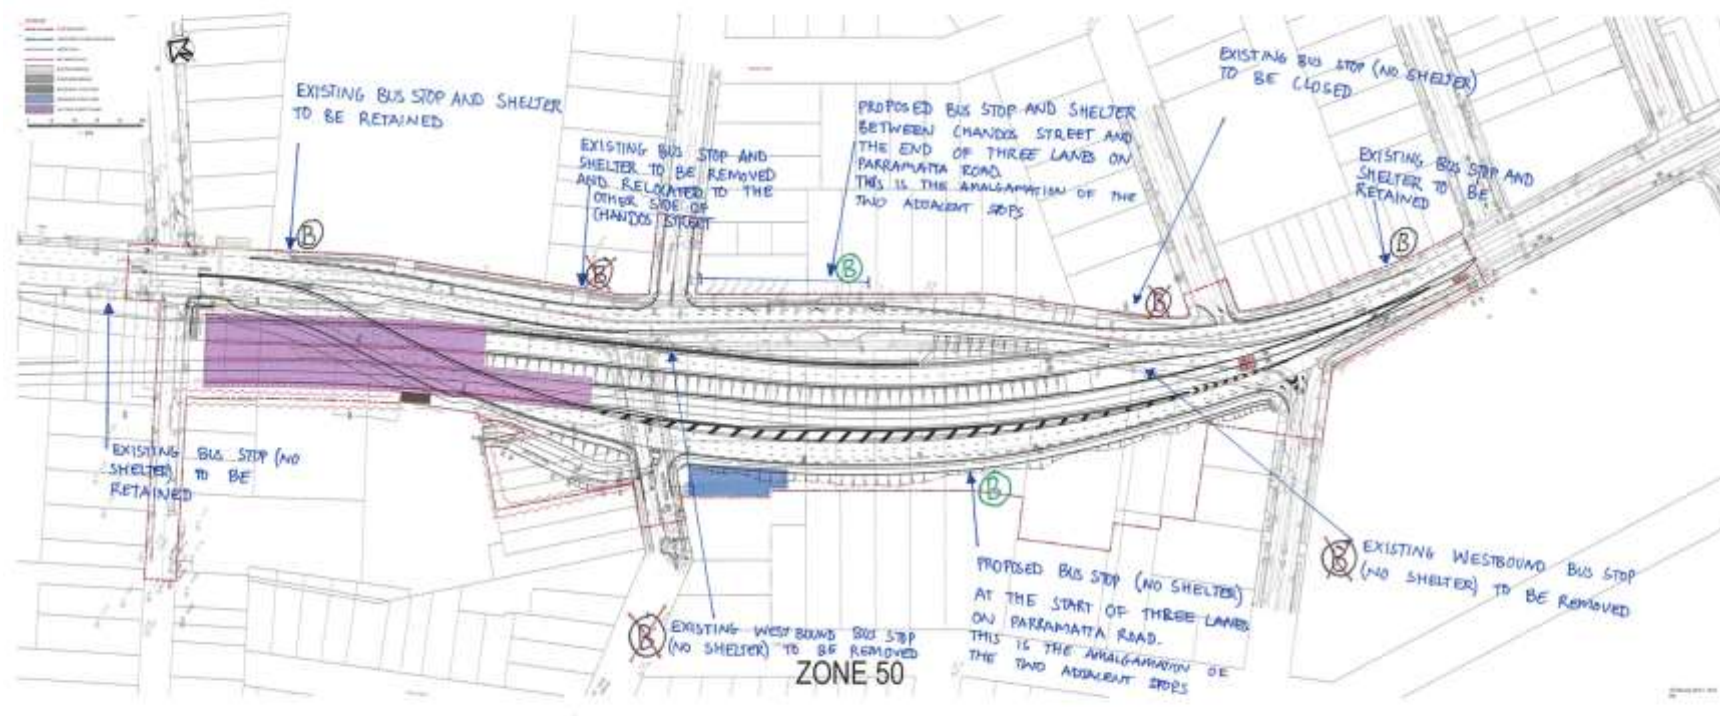 EXISTING BUS STOP AND SHELTER
TO BE RETAINED
B
EXISTING BUS STOP AND
SHELTER TO BE REMOVED
AND RELOCATED TO THE
OTHER SIDE OF
CHANDOS STREET
B
PROPOSED BUS STOP AND SHELTER
BETWEEN CHANDOS STREET AND
THE END OF THREE LANES ON
PARRAMATTA ROAD.
THIS IS THE AMALGAMATION OF THE
TWO ADJACENT STOPS
B
EXISTING BUS STOP (NO SHELTER)
TO BE CLOSED
B
EXISTING BUS STOP AND
SHELTER TO BE
RETAINED
B
EXISTING BUS STOP (NO
SHELTER) TO BE
RETAINED
B
EXISTING WESTBOUND BUS STOP
(NO SHELTER) TO BE REMOVED
ZONE 50
B
PROPOSED BUS STOP (NO SHELTER)
AT THE START OF THREE LANES
ON PARRAMATTA ROAD.
THIS IS THE AMALGAMATION OF
THE TWO ADJACENT STOPS
B
EXISTING WESTBOUND BUS STOP
(NO SHELTER) TO BE REMOVED